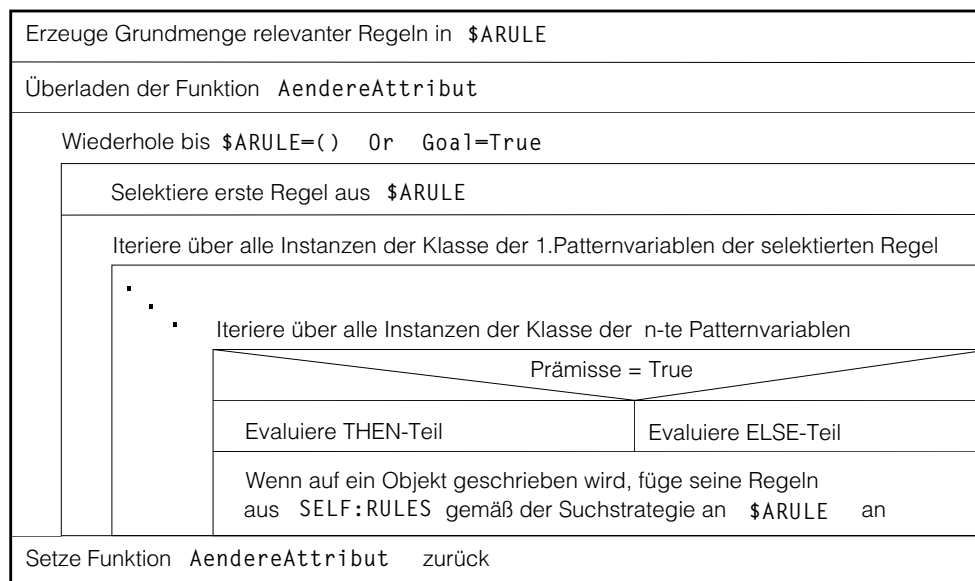 Erzeuge Grundmenge relevanter Regeln in $ARULE
Überladen der Funktion AendereAttribut
Wiederhole bis $ARULE=() Or Goal=True
Selektiere erste Regel aus $ARULE
Iteriere über alle Instanzen der Klasse der 1.Patternvariablen der selektierten Regel
Iteriere über alle Instanzen der Klasse der n-te Patternvariablen
Prämisse = True
Evaluiere THEN-Teil
Evaluiere ELSE-Teil
Wenn auf ein Objekt geschrieben wird, füge seine Regeln
aus SELF:RULES gemäß der Suchstrategie an $ARULE an
Setze Funktion AendereAttribut zurück